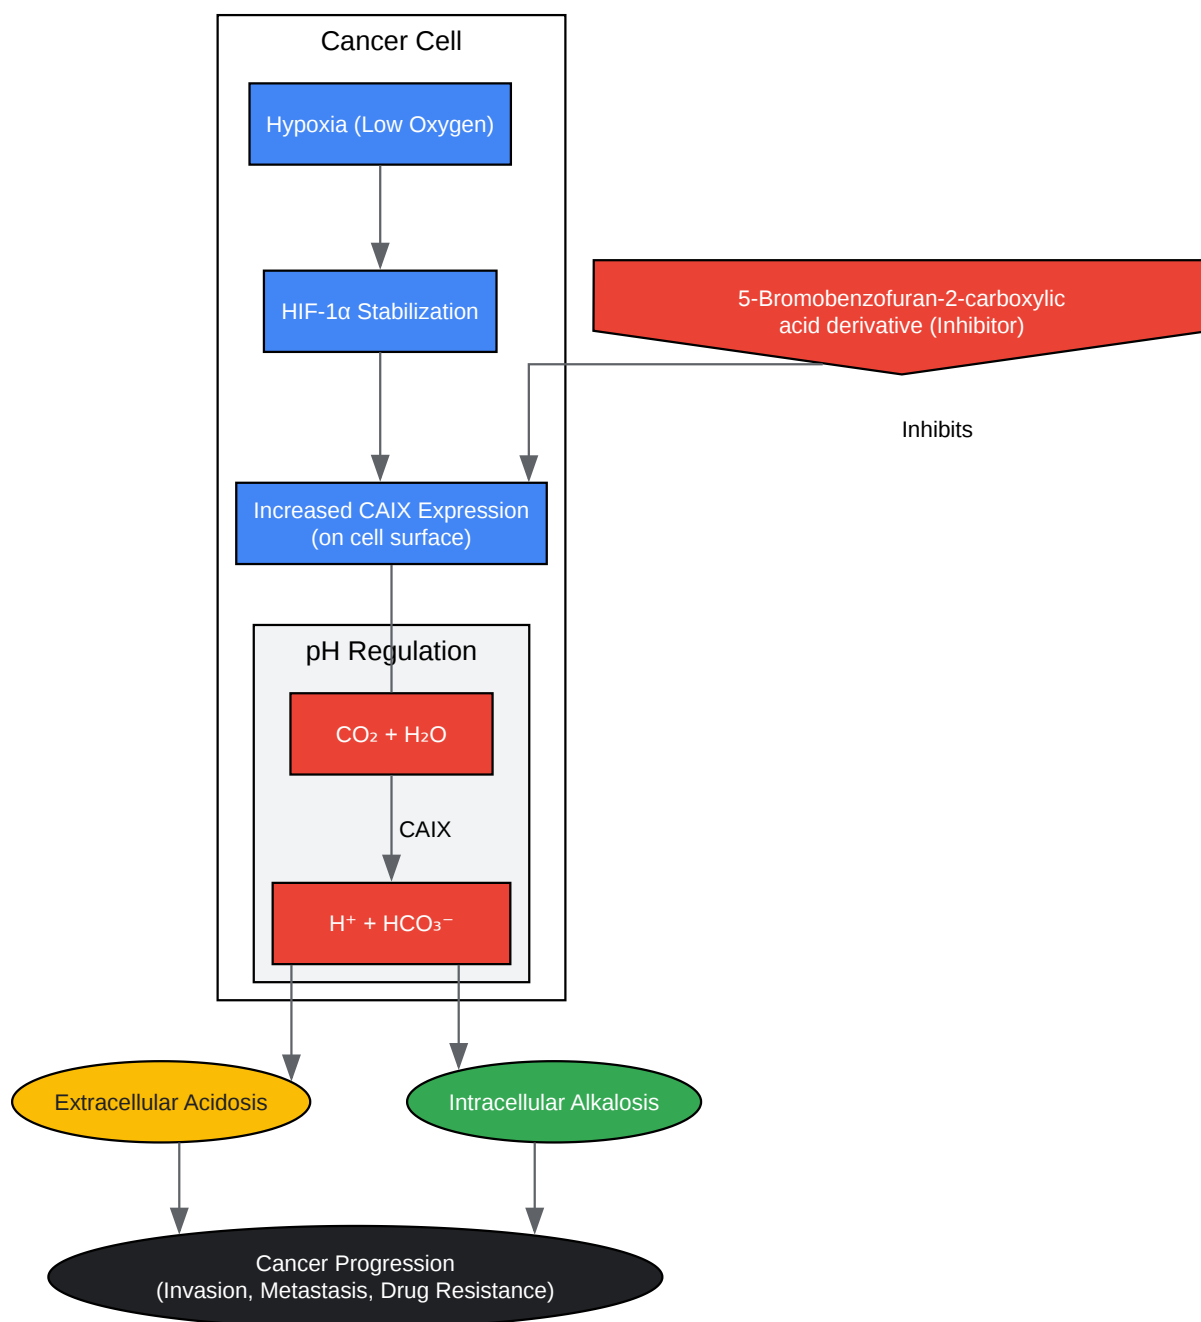 Cancer Cell
Hypoxia (Low Oxygen)
HIF-1α Stabilization
5-Bromobenzofuran-2-carboxylic
acid derivative (Inhibitor)
Inhibits
Increased CAIX Expression
(on cell surface)
pH Regulation
CO₂ + H₂O
CAIX
H⁺ + HCO₃⁻
Extracellular Acidosis
Intracellular Alkalosis
Cancer Progression
(Invasion, Metastasis, Drug Resistance)